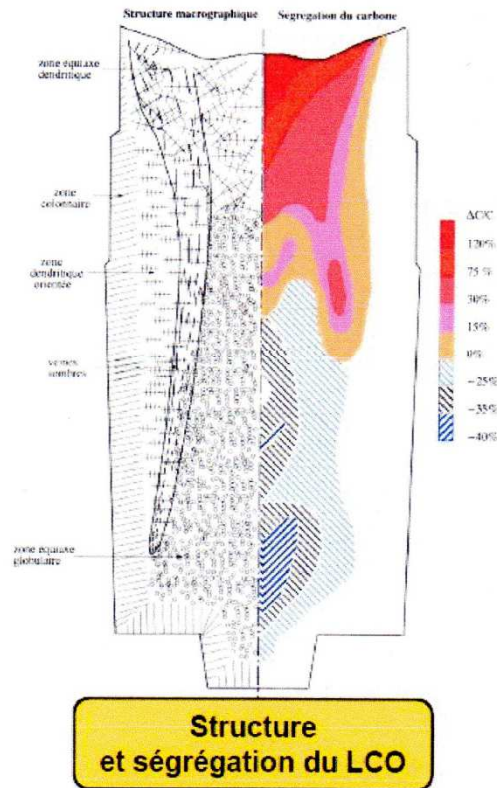 Structure macrographique
Ségrégation du carbone
zone équiaxe
dendritique
zone
colonnaire
zone
dendritique
orientée
veines
sombres
zone équiaxe
globulaire
ΔC/C
120%
75 %
30%
15%
0%
−25%
−35%
−40%
Structure
et ségrégation du LCO